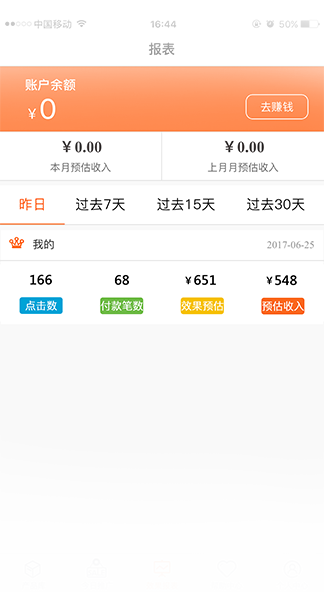 中国移动 16:44 50%
报表
账户余额
￥0
去赚钱
￥0.00 ￥0.00
本月预估收入 上月月预估收入
昨日 过去7天 过去15天 过去30天
我的 2017-06-25
166 68 ￥651 ￥548
点击数 付款笔数 效果预估 预估收入